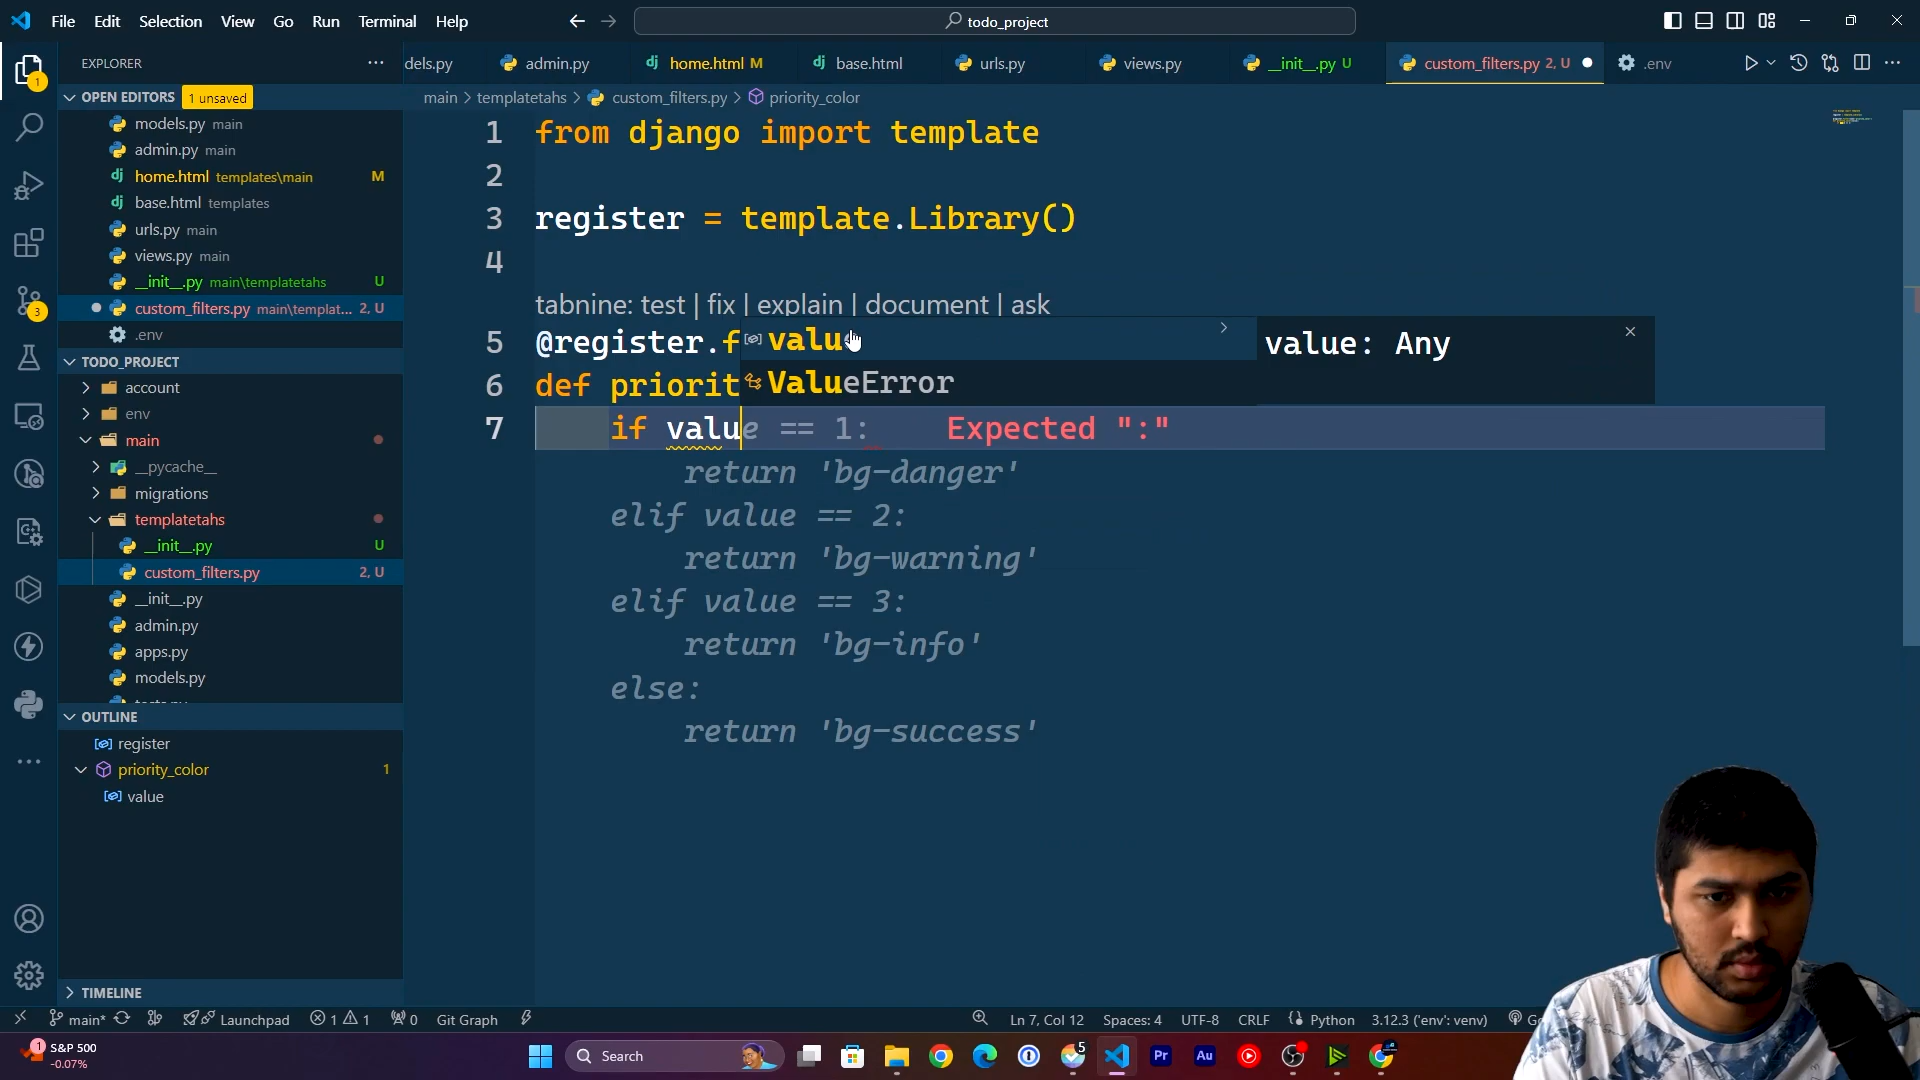 File Edit Selection View Go Run Terminal Help
todo_project
EXPLORER
dels.py admin.py home.html M base.html urls.py views.py __init__.py U custom_filters.py 2, U .env
OPEN EDITORS 1 unsaved
main > templatetahs > custom_filters.py > priority_color
models.py main
admin.py main
home.html templates\main M
base.html templates
urls.py main
views.py main
__init__.py main\templatetahs U
custom_filters.py main\templat... 2, U
.env
TODO_PROJECT
account
env
main
__pycache__
migrations
templatetahs
__init__.py U
custom_filters.py 2, U
__init__.py
admin.py
apps.py
models.py
OUTLINE
register
priority_color 1
value
TIMELINE
1 from django import template
2
3 register = template.Library()
4
tabnine: test | fix | explain | document | ask
5 @register.f
value
value: Any
6 def priorit
ValueError
7 if value == 1: Expected ":"
return 'bg-danger'
elif value == 2:
return 'bg-warning'
elif value == 3:
return 'bg-info'
else:
return 'bg-success'
main* Launchpad 1 1 0 Git Graph Ln 7, Col 12 Spaces: 4 UTF-8 CRLF Python 3.12.3 ('env': venv)
1 S&P 500
-0.07%
Search
5
Pr Au
1
3